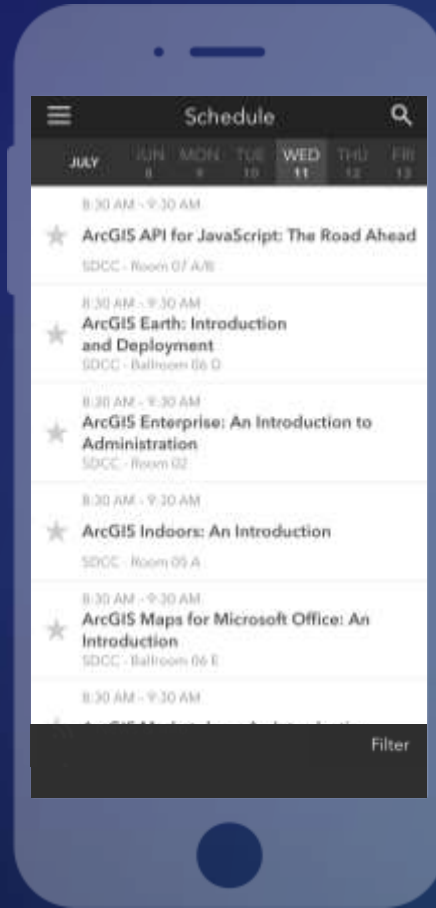 Schedule
JULY SUN MON TUE WED THU FRI
8 9 10 11 12 13
8:30 AM - 9:30 AM
ArcGIS API for JavaScript: The Road Ahead
SDCC - Room 07 A/B
8:30 AM - 9:30 AM
ArcGIS Earth: Introduction
and Deployment
SDCC - Ballroom 06 D
8:30 AM - 9:30 AM
ArcGIS Enterprise: An Introduction to
Administration
SDCC - Room 02
8:30 AM - 9:30 AM
ArcGIS Indoors: An Introduction
SDCC - Room 05 A
8:30 AM - 9:30 AM
ArcGIS Maps for Microsoft Office: An
Introduction
SDCC - Ballroom 06 E
8:30 AM - 9:30 AM
Filter